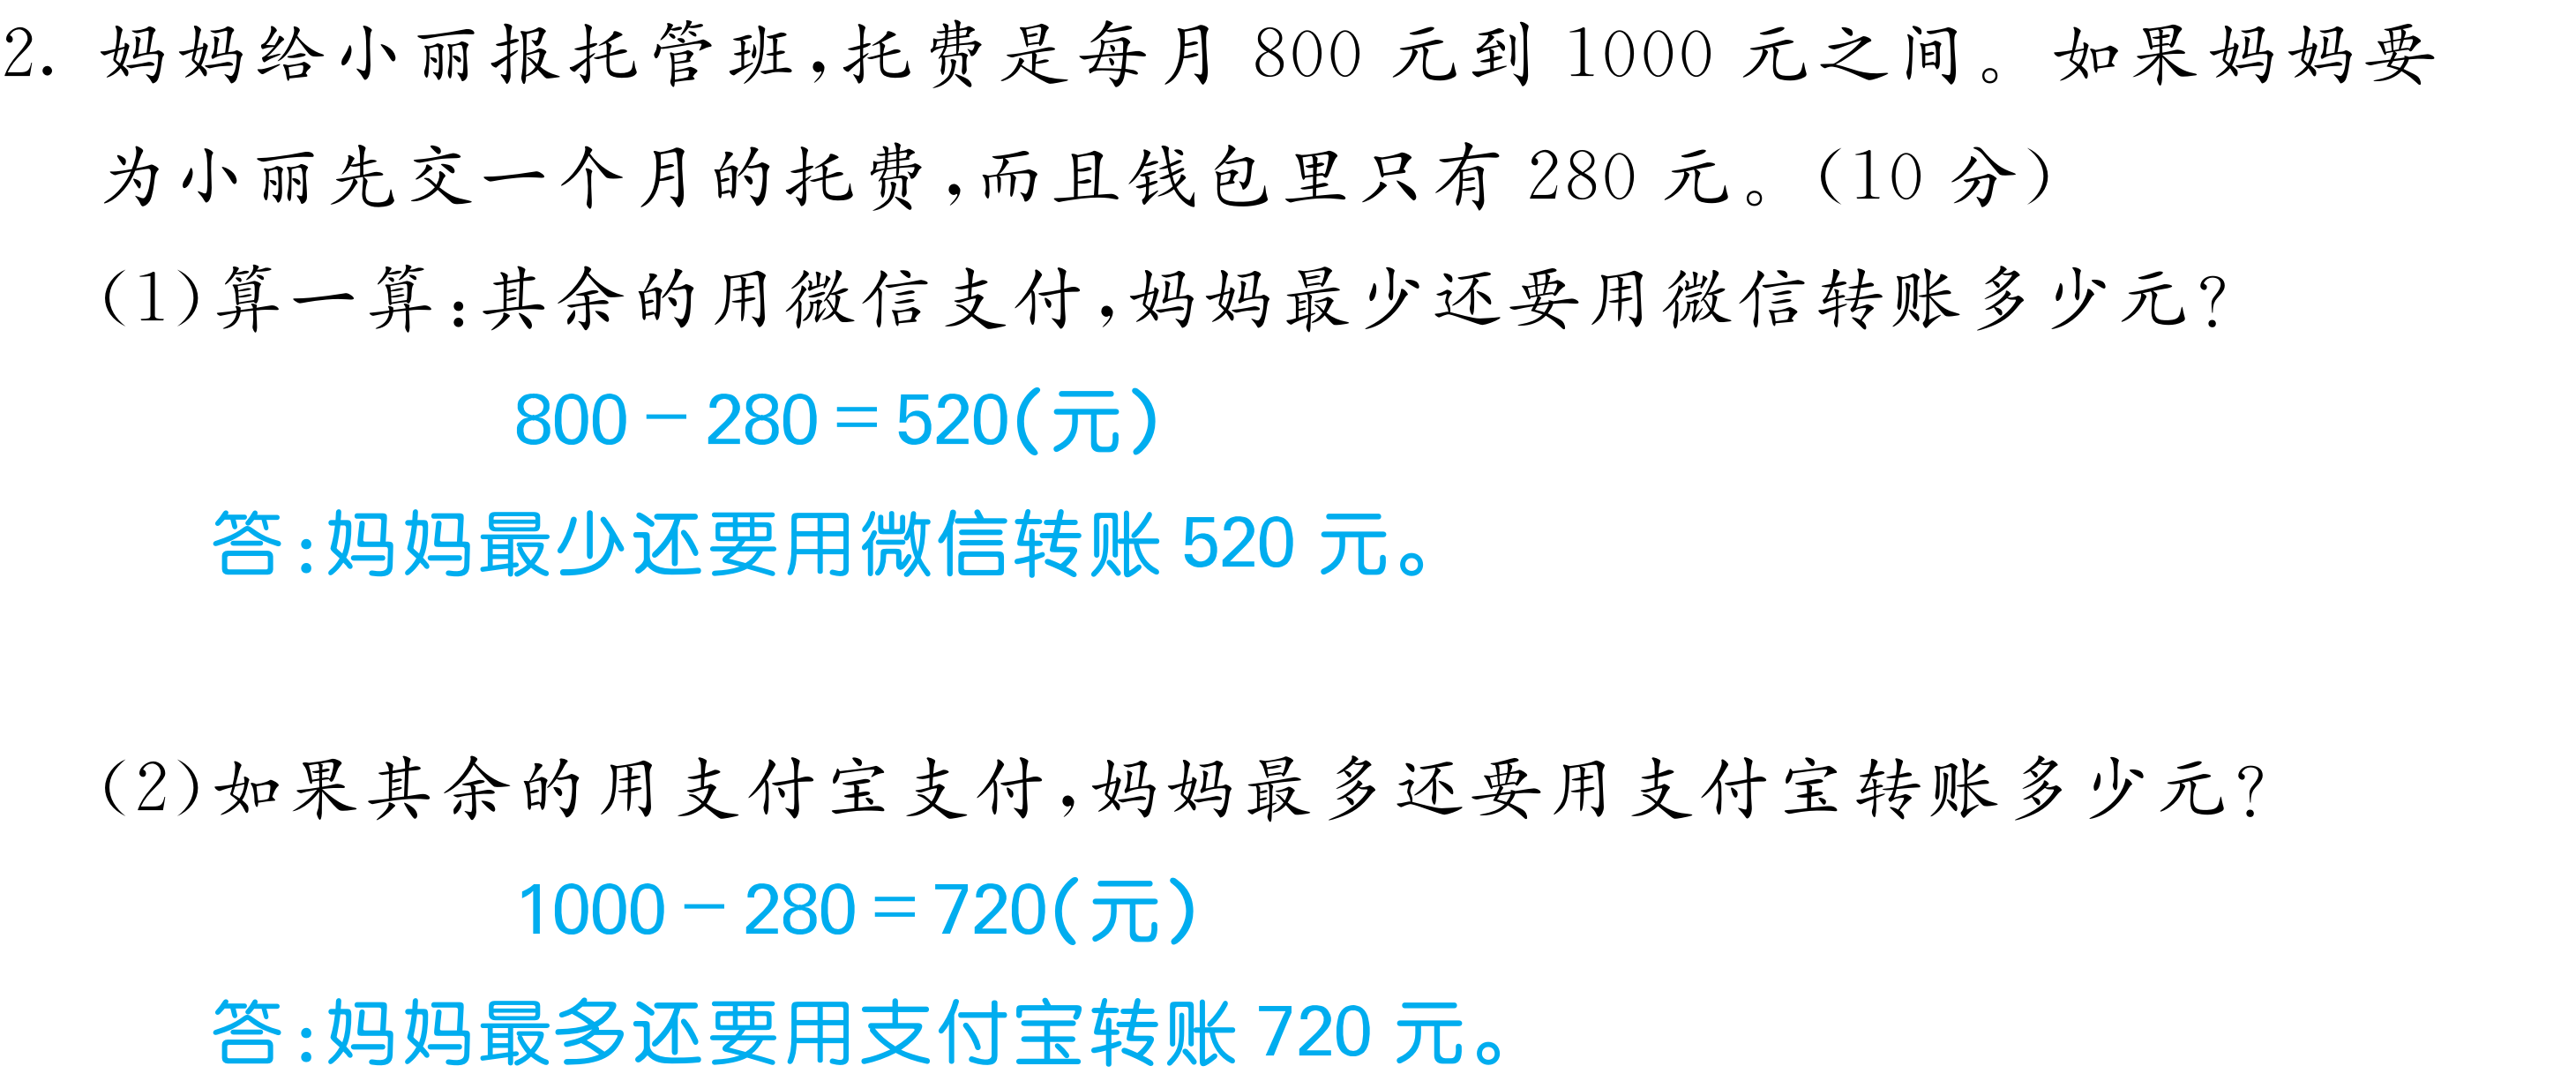 2. 妈妈给小丽报托管班,托费是每月 800 元到 1000 元之间。如果妈妈要
为小丽先交一个月的托费,而且钱包里只有 280 元。(10 分)
(1)算一算:其余的用微信支付,妈妈最少还要用微信转账多少元?
800 - 280 = 520(元)
答:妈妈最少还要用微信转账 520 元。
(2)如果其余的用支付宝支付,妈妈最多还要用支付宝转账多少元?
1000 - 280 = 720(元)
答:妈妈最多还要用支付宝转账 720 元。